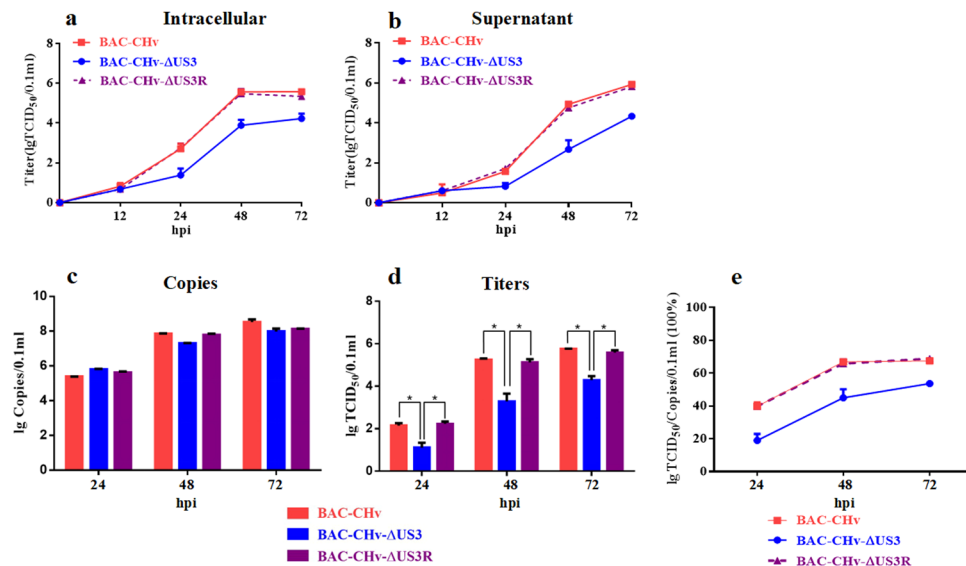 a Intracellular
BAC-CHv
BAC-CHv-ΔUS3
BAC-CHv-ΔUS3R
Titer(lgTCID50/0.1ml)
8
6
4
2
0
12 24 48 72
hpi
b Supernatant
BAC-CHv
BAC-CHv-ΔUS3
BAC-CHv-ΔUS3R
Titer(lgTCID50/0.1ml)
8
6
4
2
0
12 24 48 72
hpi
c Copies
lg Copies/0.1ml
10
8
6
4
2
0
24 48 72
hpi
d Titers
lg TCID50/0.1ml
8
6
4
2
0
* * * * * *
24 48 72
hpi
BAC-CHv
BAC-CHv-ΔUS3
BAC-CHv-ΔUS3R
e
lgTCID50/Copies/0.1ml (100%)
100
80
60
40
20
0
24 48 72
hpi
BAC-CHv
BAC-CHv-ΔUS3
BAC-CHv-ΔUS3R